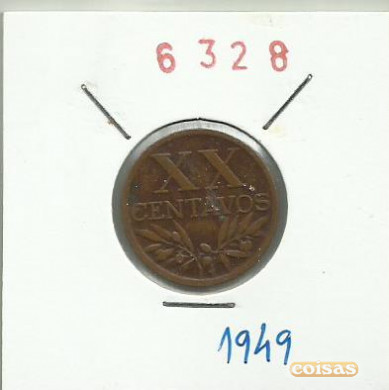 6328
XX
CENTAVOS
1949
coisas